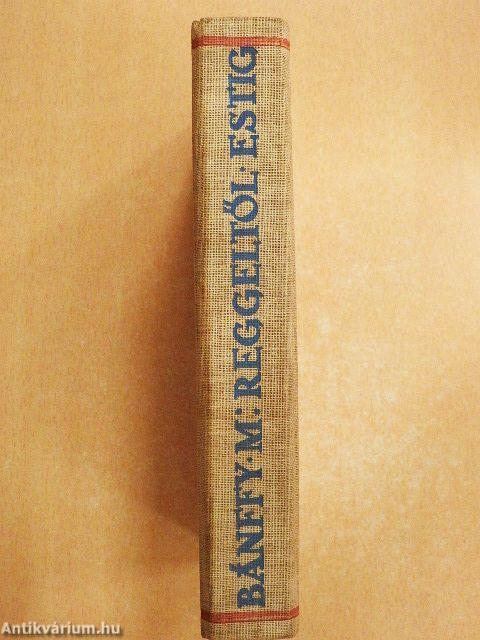 BÁNFFY · M: REGGELTŐL · ESTIG
Antikvárium.hu